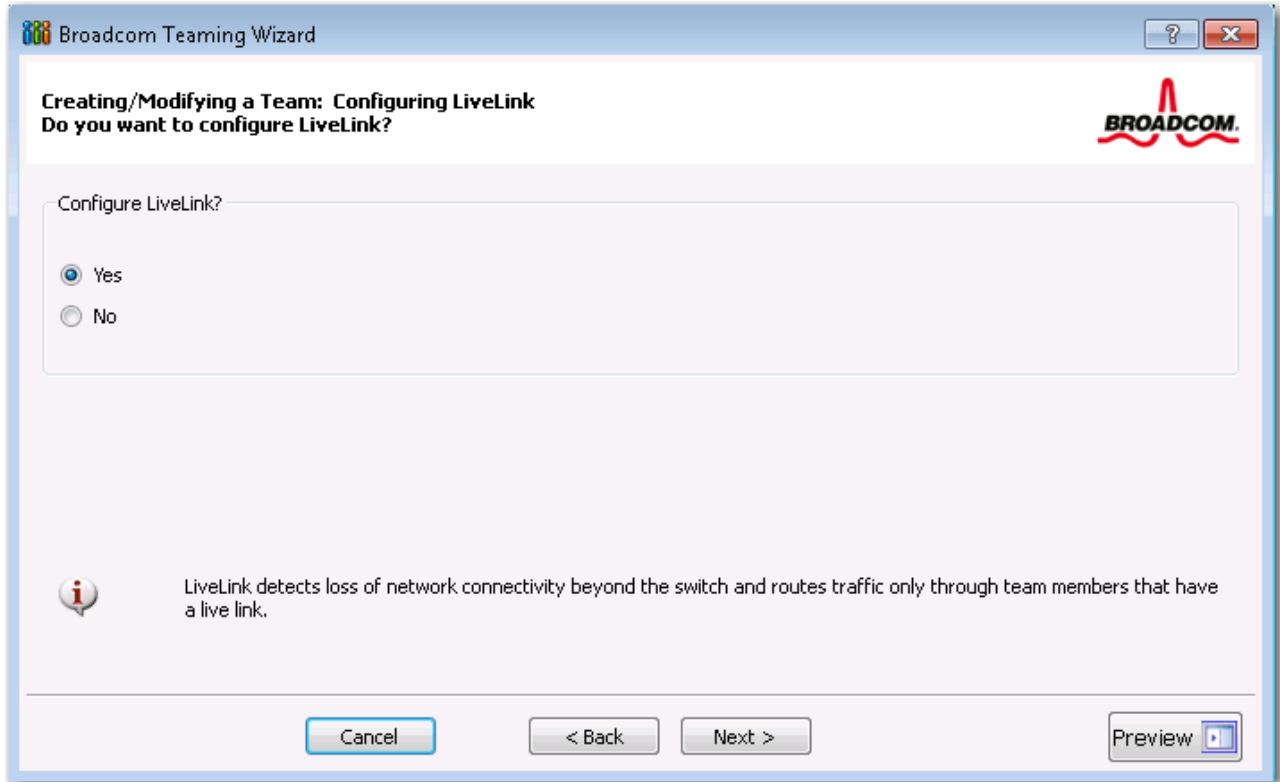 Broadcom Teaming Wizard
?
Creating/Modifying a Team: Configuring LiveLink
Do you want to configure LiveLink?
BROADCOM.
Configure LiveLink?
Yes
No
LiveLink detects loss of network connectivity beyond the switch and routes traffic only through team members that have
a live link.
Cancel
< Back
Next >
Preview